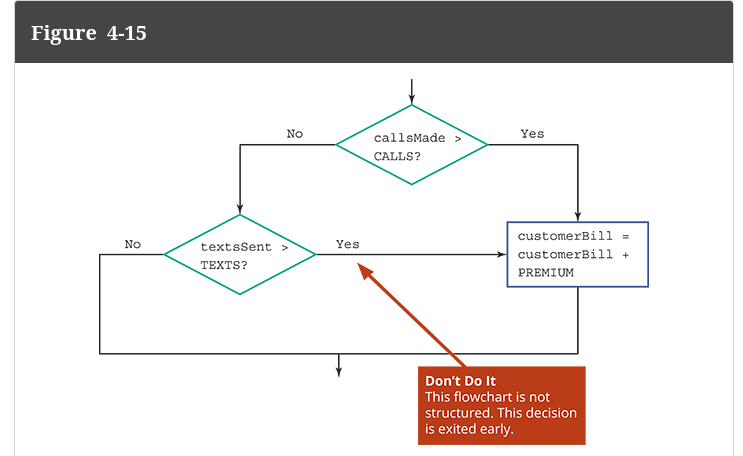 Figure 4-15
No
callsMade >
CALLS?
Yes
No
textsSent >
TEXTS?
Yes
customerBill =
customerBill +
PREMIUM
Don't Do It
This flowchart is not
structured. This decision
is exited early.